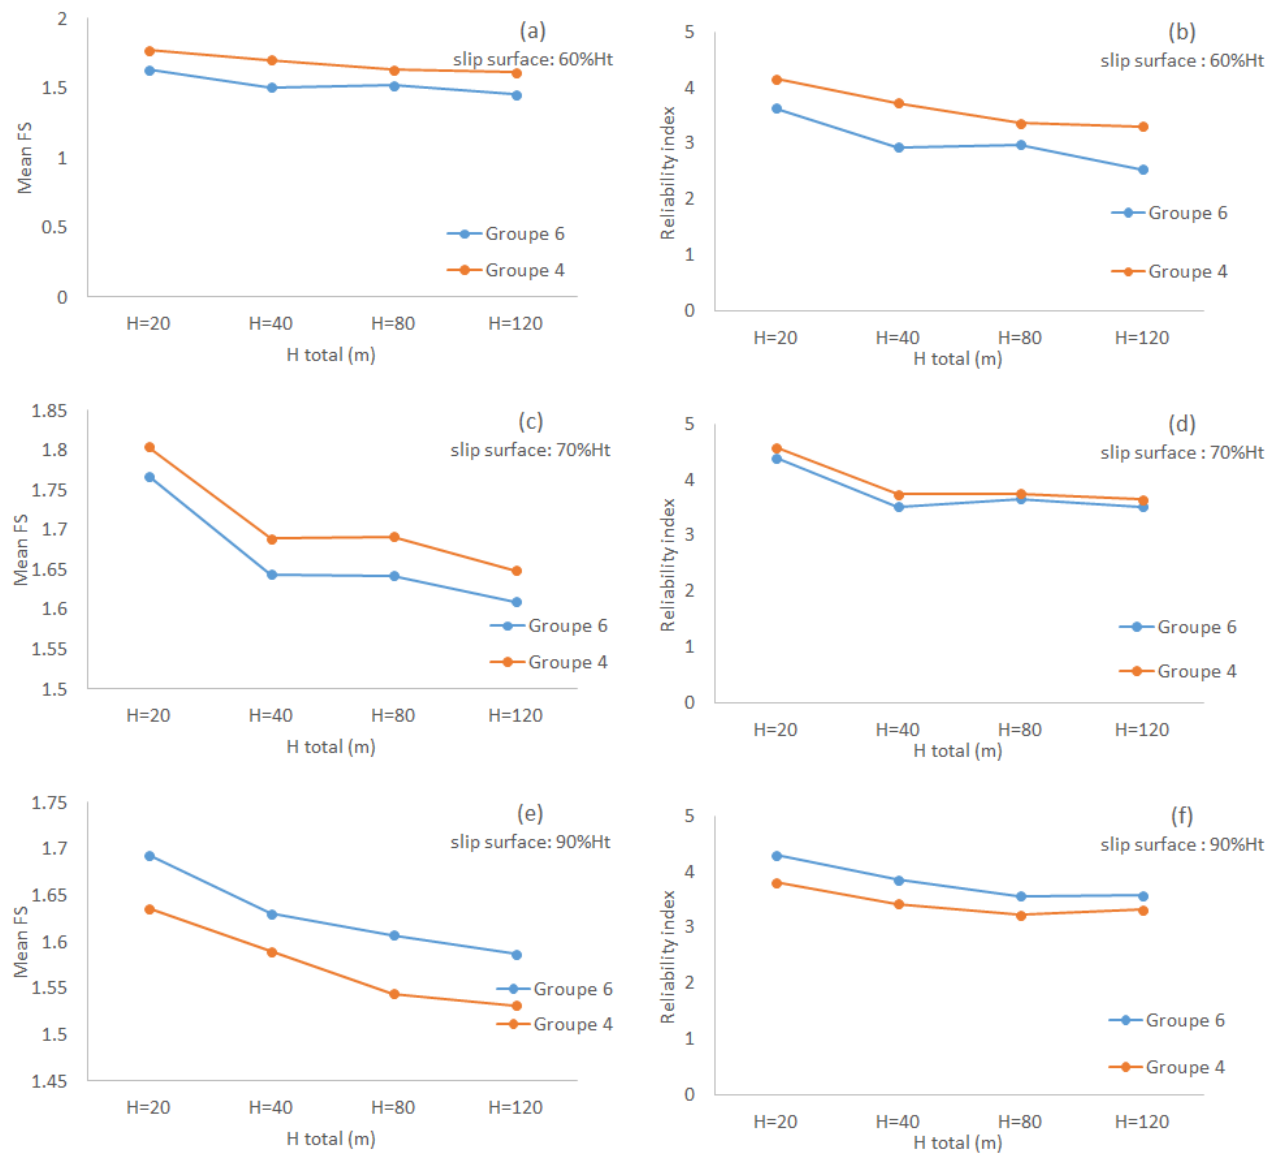 (a)
slip surface: 60%Ht
2
1.5
1
0.5
0
Mean FS
Groupe 6
Groupe 4
H=20 H=40 H=80 H=120
H total (m)
(b)
slip surface : 60%Ht
5
4
3
2
1
0
Reliability index
Groupe 6
Groupe 4
H=20 H=40 H=80 H=120
H total (m)
(c)
slip surface: 70%Ht
1.85
1.8
1.75
1.7
1.65
1.6
1.55
1.5
Mean FS
Groupe 6
Groupe 4
H=20 H=40 H=80 H=120
H total (m)
(d)
slip surface : 70%Ht
5
4
3
2
1
0
Reliability index
Groupe 6
Groupe 4
H=20 H=40 H=80 H=120
H total (m)
(e)
slip surface: 90%Ht
1.75
1.7
1.65
1.6
1.55
1.5
1.45
Mean FS
Groupe 6
Groupe 4
H=20 H=40 H=80 H=120
H total (m)
(f)
slip surface : 90%Ht
5
4
3
2
1
0
Reliability index
Groupe 6
Groupe 4
H=20 H=40 H=80 H=120
H total (m)